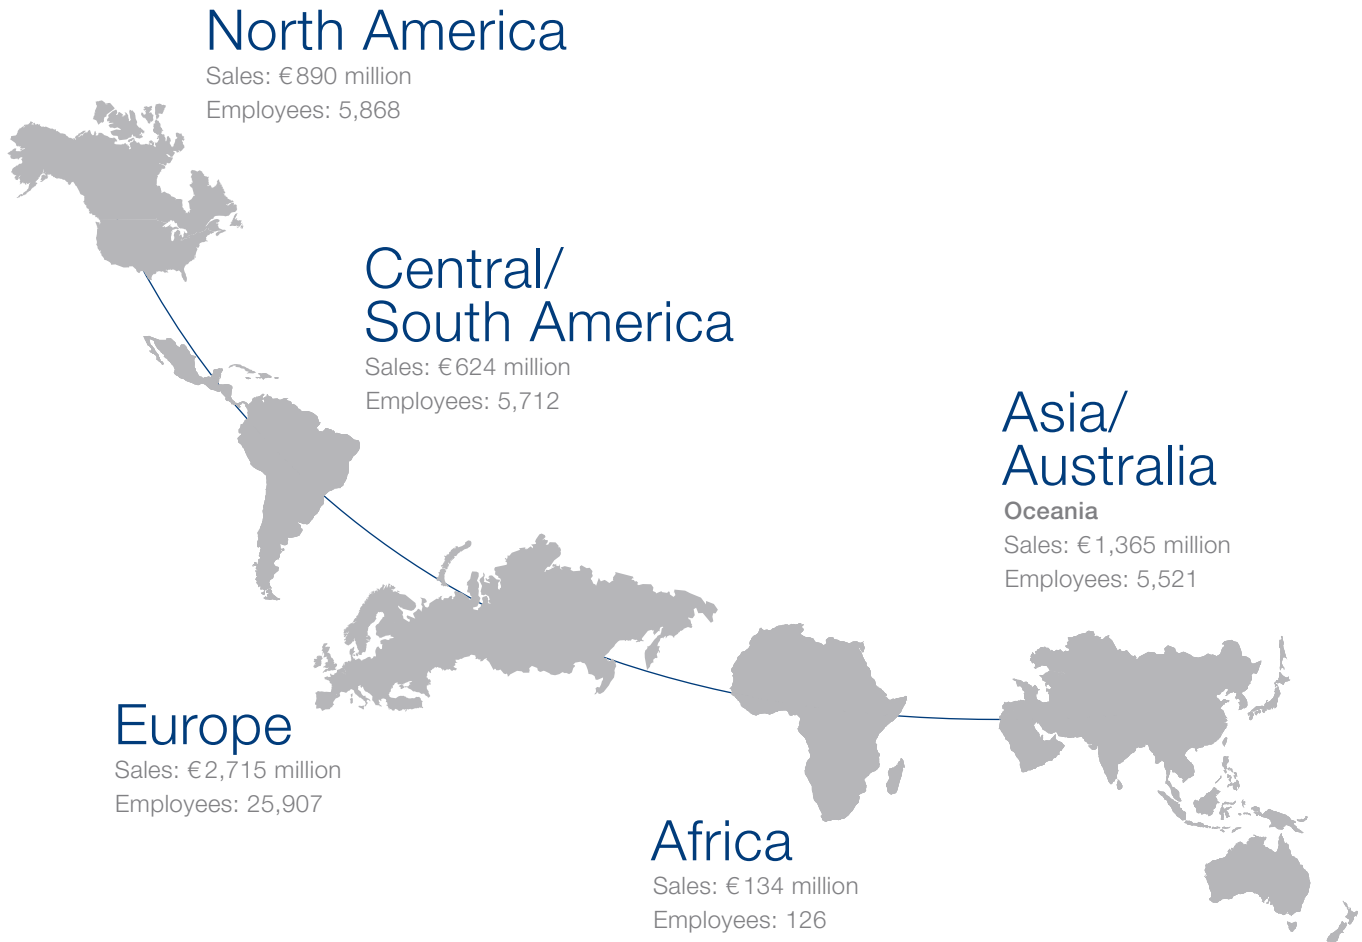 North America
Sales: €890 million
Employees: 5,868
Central/
South America
Sales: €624 million
Employees: 5,712
Asia/
Australia
Oceania
Sales: €1,365 million
Employees: 5,521
Europe
Sales: €2,715 million
Employees: 25,907
Africa
Sales: €134 million
Employees: 126